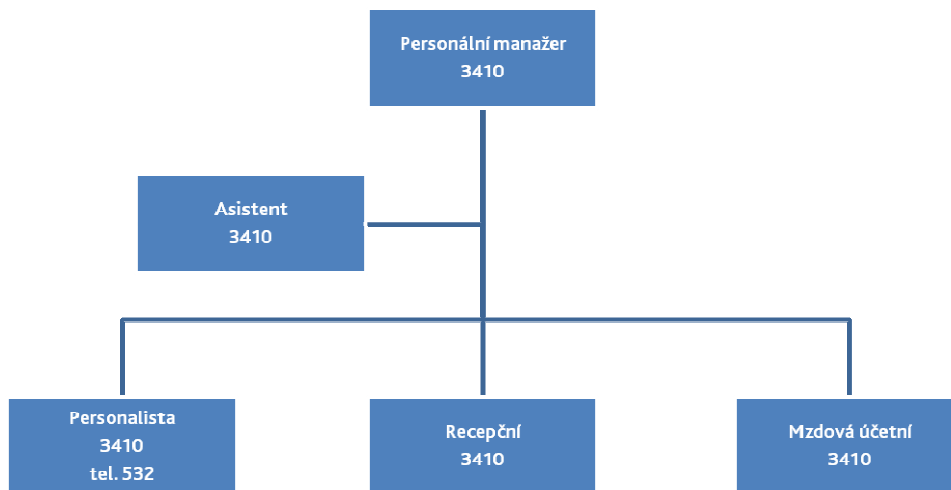 Personální manažer
3410
Asistent
3410
Personalista
3410
tel. 532
Recepční
3410
Mzdová účetní
3410